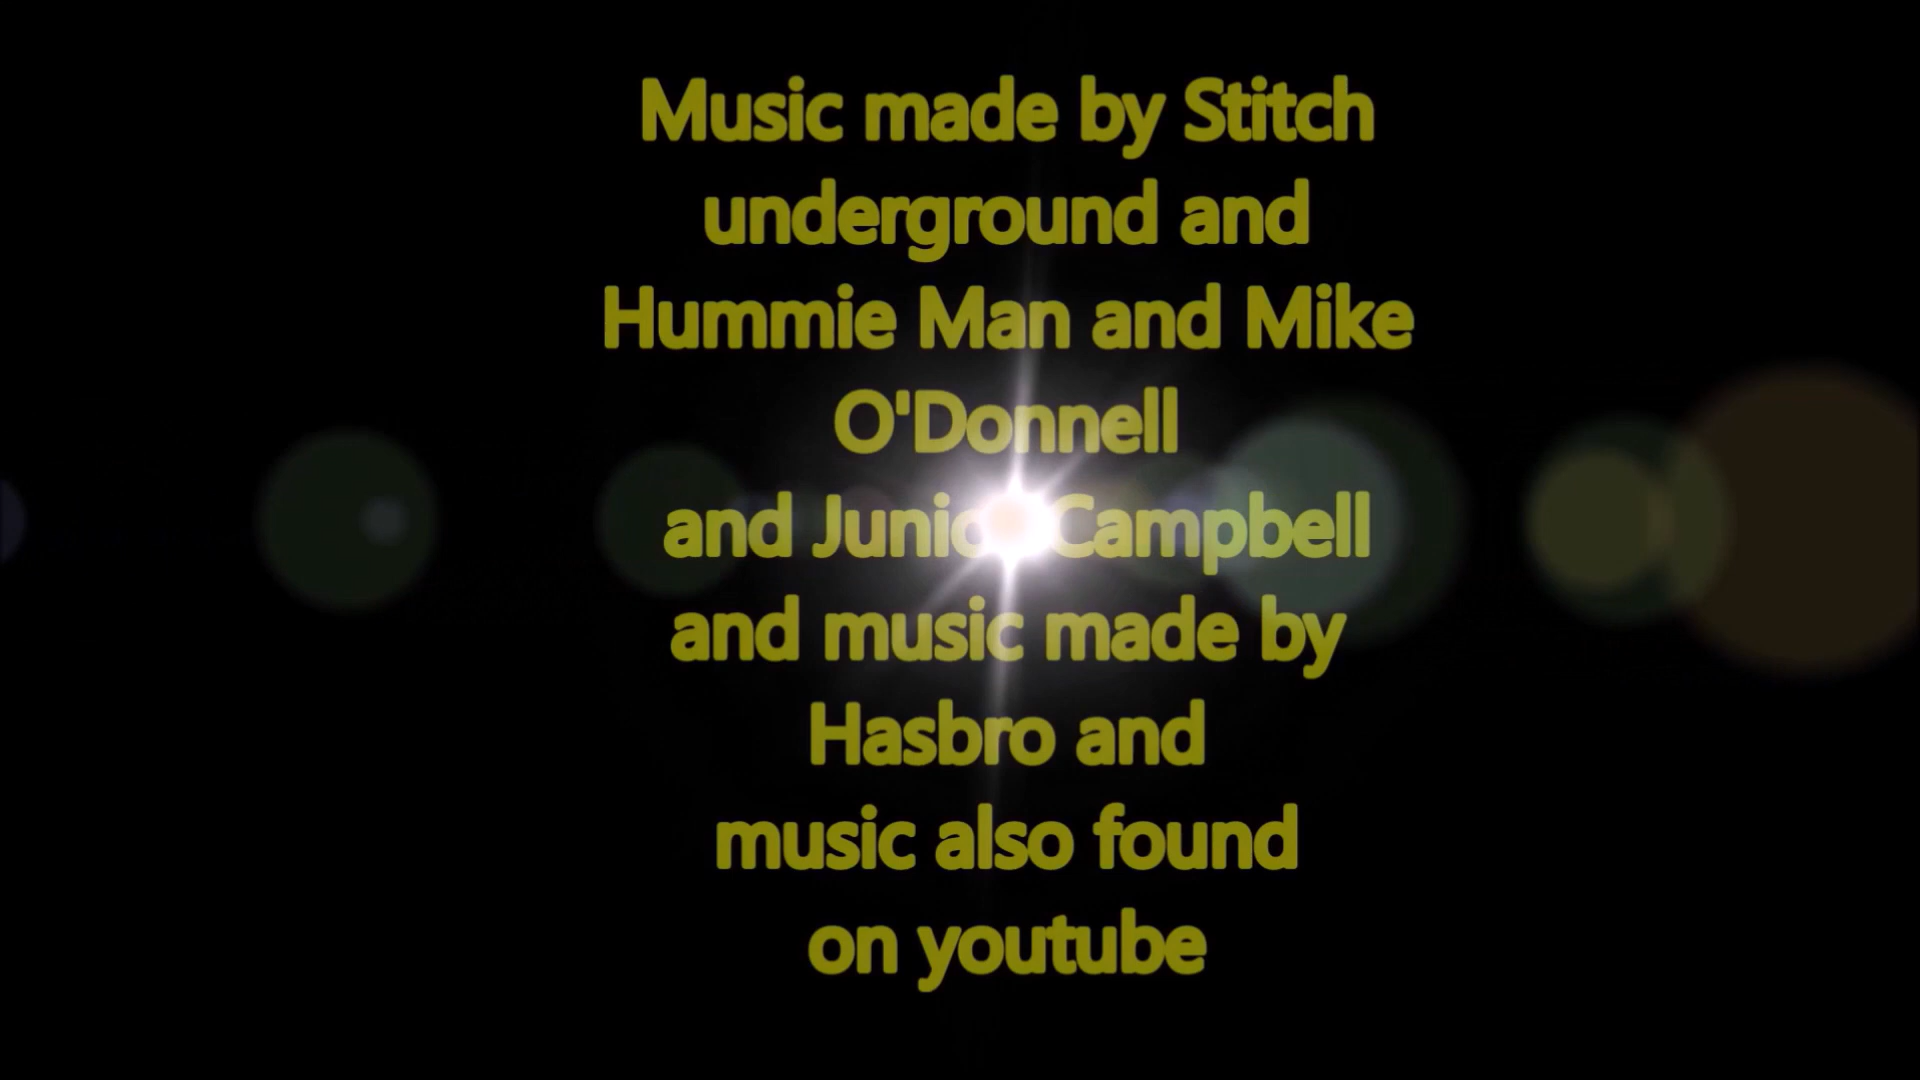 Music made by Stitch
underground and
Hummie Man and Mike
O'Donnell
and Junior Campbell
and music made by
Hasbro and
music also found
on youtube